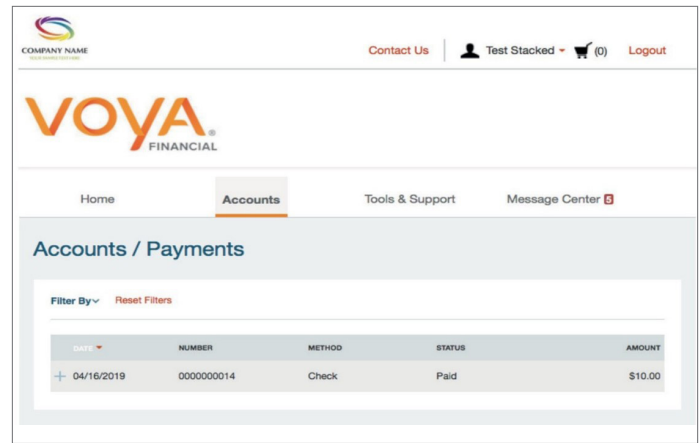 COMPANY NAME
Contact Us Test Stacked (0) Logout
VOYA
FINANCIAL
Home Accounts Tools & Support Message Center 5
Accounts / Payments
Filter By Reset Filters
DATE NUMBER METHOD STATUS AMOUNT
04/16/2019 0000000014 Check Paid $10.00